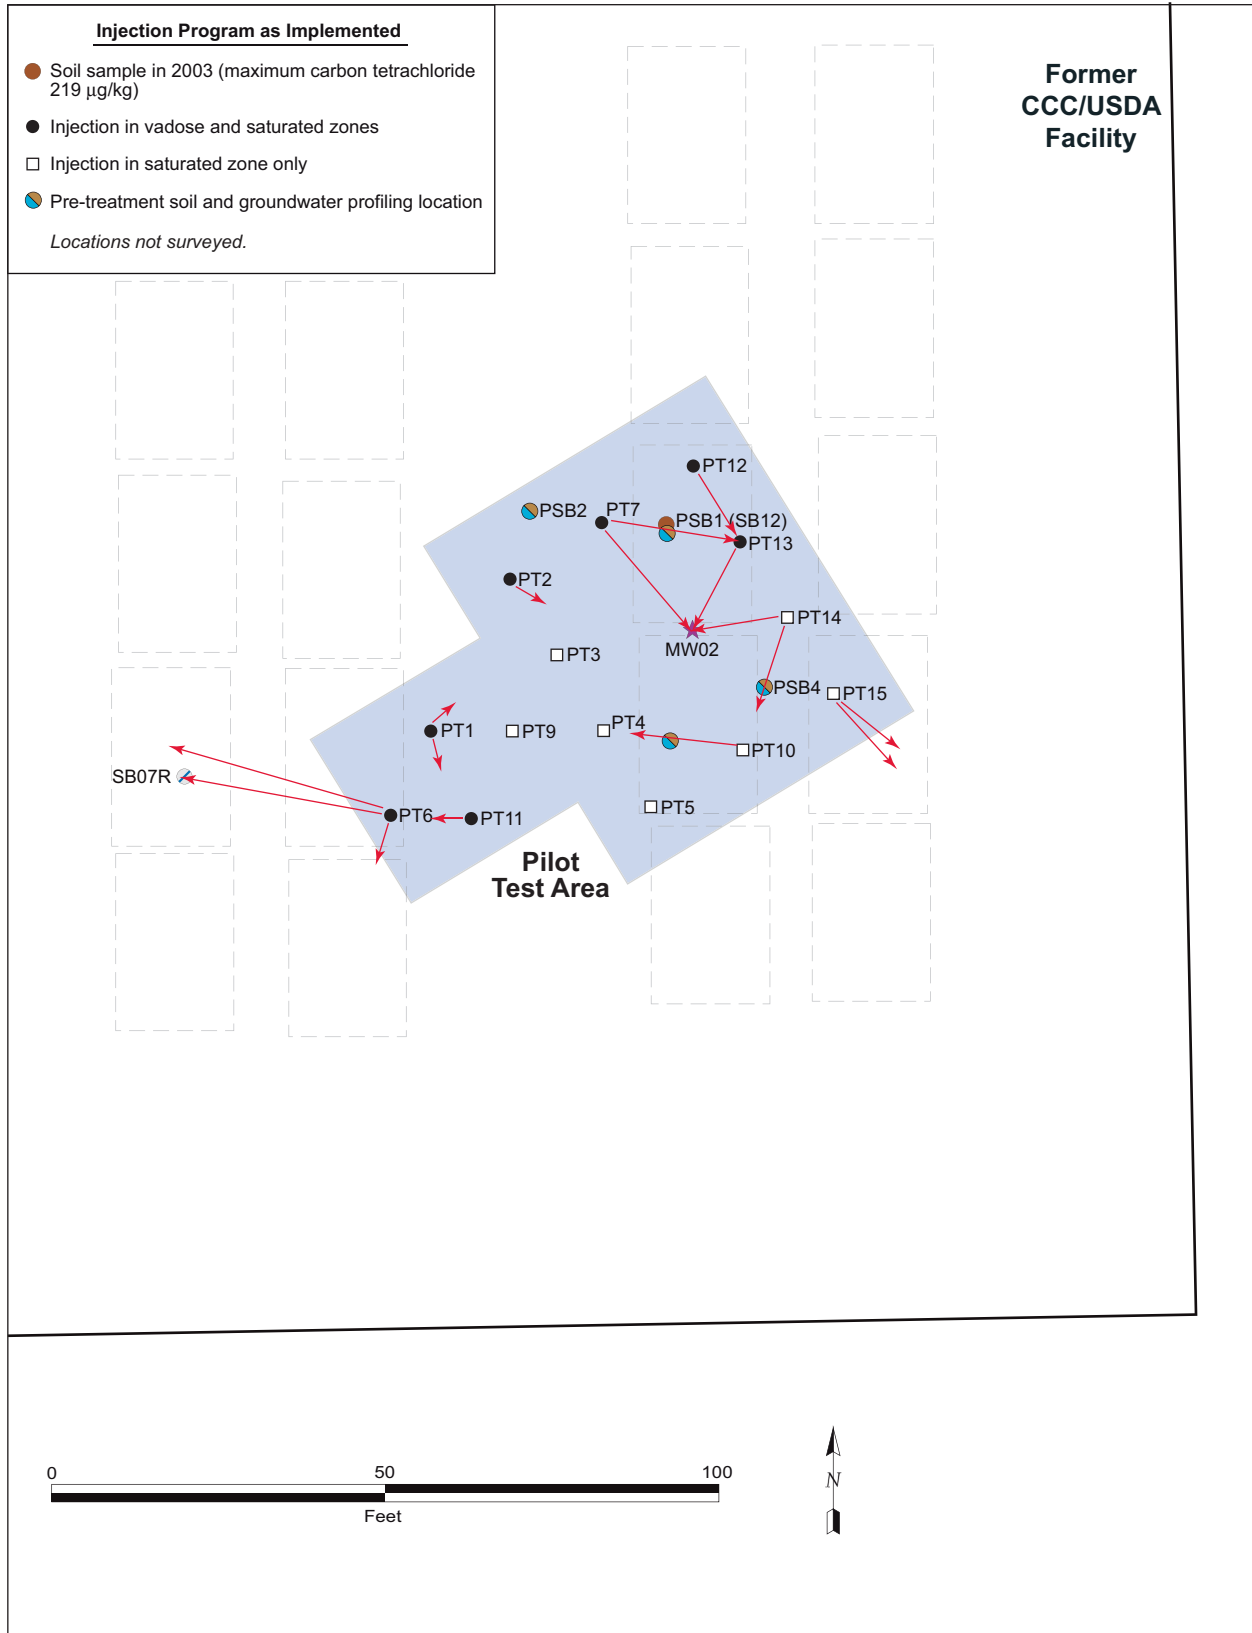 Injection Program as Implemented
Soil sample in 2003 (maximum carbon tetrachloride
219 µg/kg)
Injection in vadose and saturated zones
Injection in saturated zone only
Pre-treatment soil and groundwater profiling location
Locations not surveyed.
Former
CCC/USDA
Facility
PT12
PSB2
PT7
PSB1 (SB12)
PT13
PT2
PT14
MW02
PT3
PSB4
PT15
PT1
PT9
PT4
PT10
SB07R
PT6
PT11
PT5
Pilot
Test Area
0
50
100
Feet
N